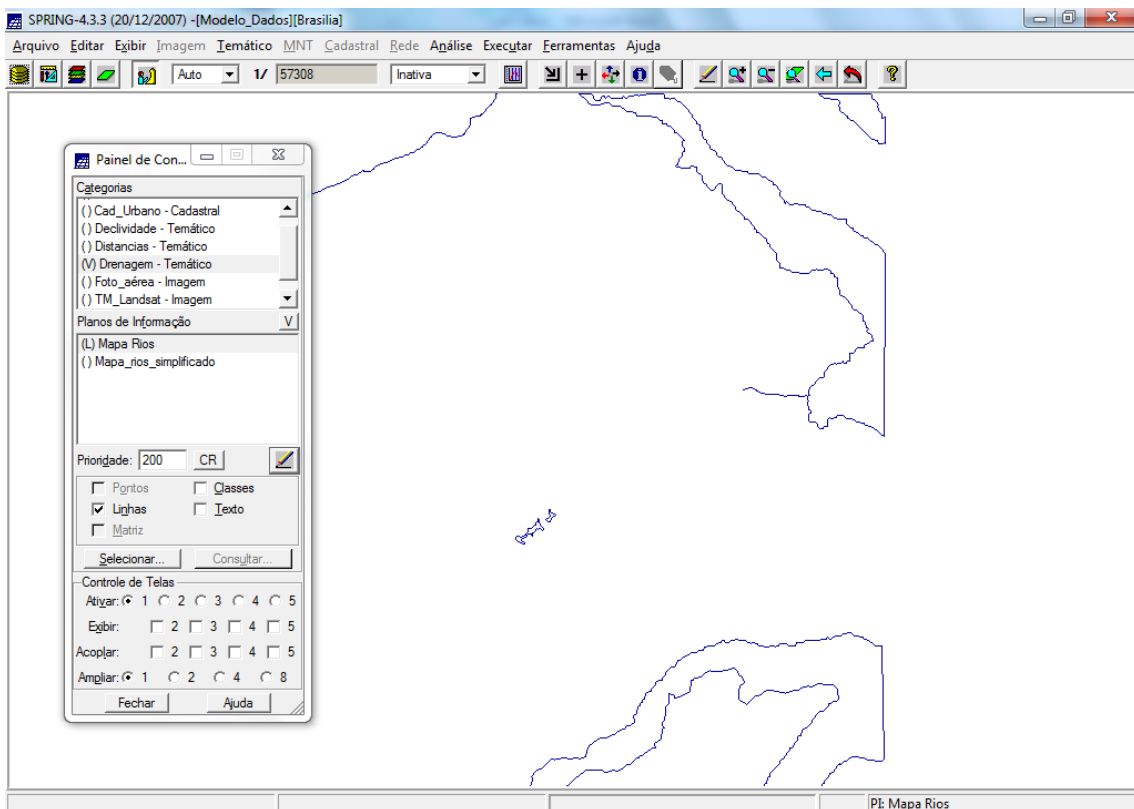 SPRING-4.3.3 (20/12/2007) -[Modelo_Dados][Brasilia]
Arquivo Editar Exibir Imagem Temático MNT Cadastral Rede Análise Executar Ferramentas Ajuda
Auto 1/ 57308 Inativa
Painel de Con...
Categorias
( ) Cad_Urbano - Cadastral
( ) Declividade - Temático
( ) Distancias - Temático
(V) Drenagem - Temático
( ) Foto_aérea - Imagem
( ) TM_Landsat - Imagem
Planos de Informação V
(L) Mapa Rios
( ) Mapa_rios_simplificado
Prioridade: 200 CR
Pontos Classes
Linhas Texto
Matriz
Selecionar... Consultar...
Controle de Telas
Ativar: 1 2 3 4 5
Exibir: 2 3 4 5
Acoplar: 2 3 4 5
Ampliar: 1 2 4 8
Fechar Ajuda
PI: Mapa Rios